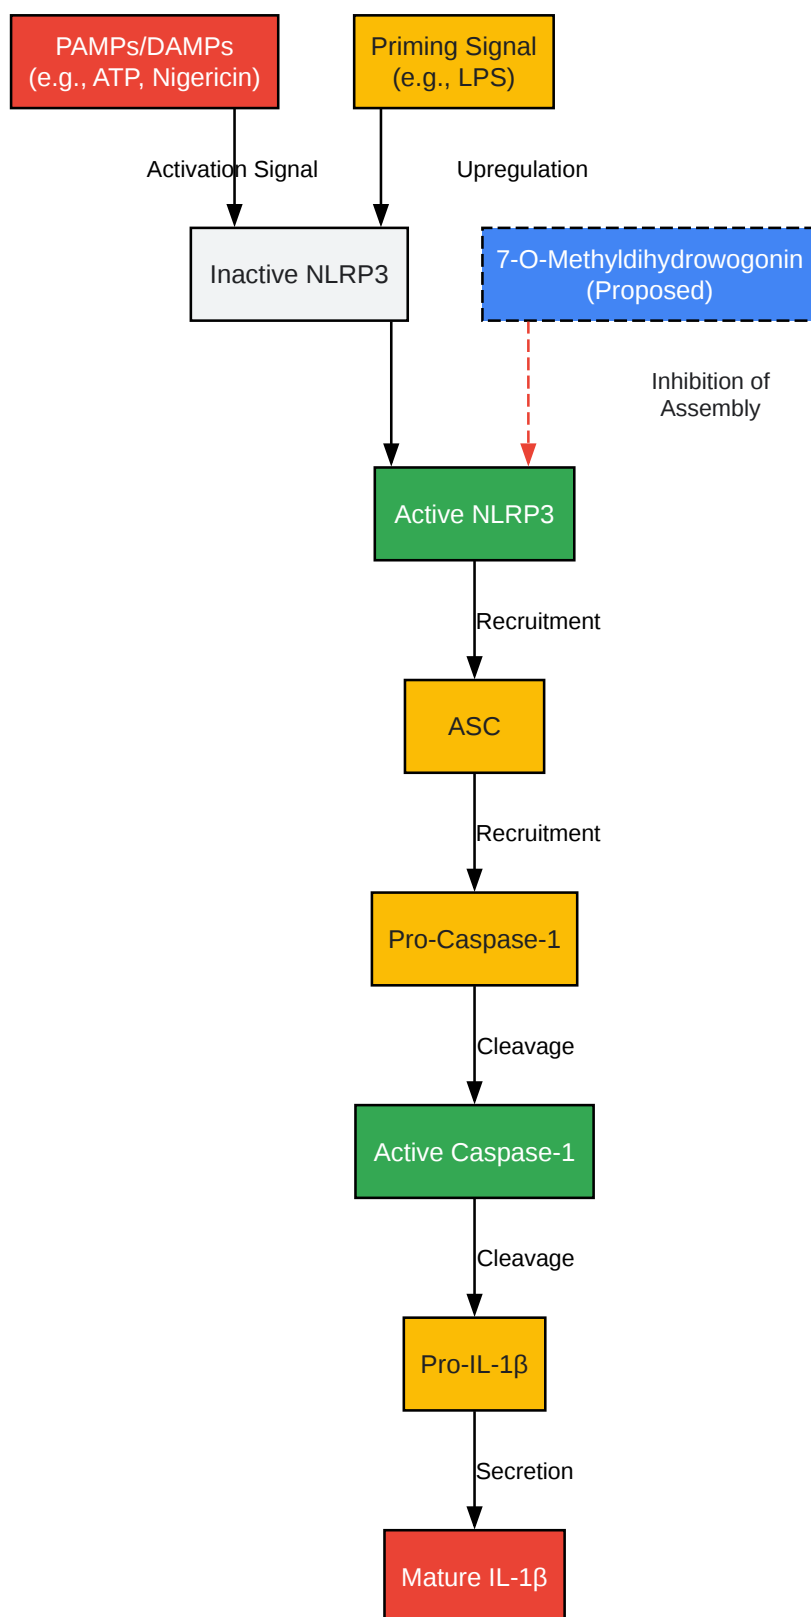 PAMPs/DAMPs
(e.g., ATP, Nigericin)
Priming Signal
(e.g., LPS)
Activation Signal
Upregulation
Inactive NLRP3
7-O-Methyldihydrowogonin
(Proposed)
Inhibition of
Assembly
Active NLRP3
Recruitment
ASC
Recruitment
Pro-Caspase-1
Cleavage
Active Caspase-1
Cleavage
Pro-IL-1β
Secretion
Mature IL-1β